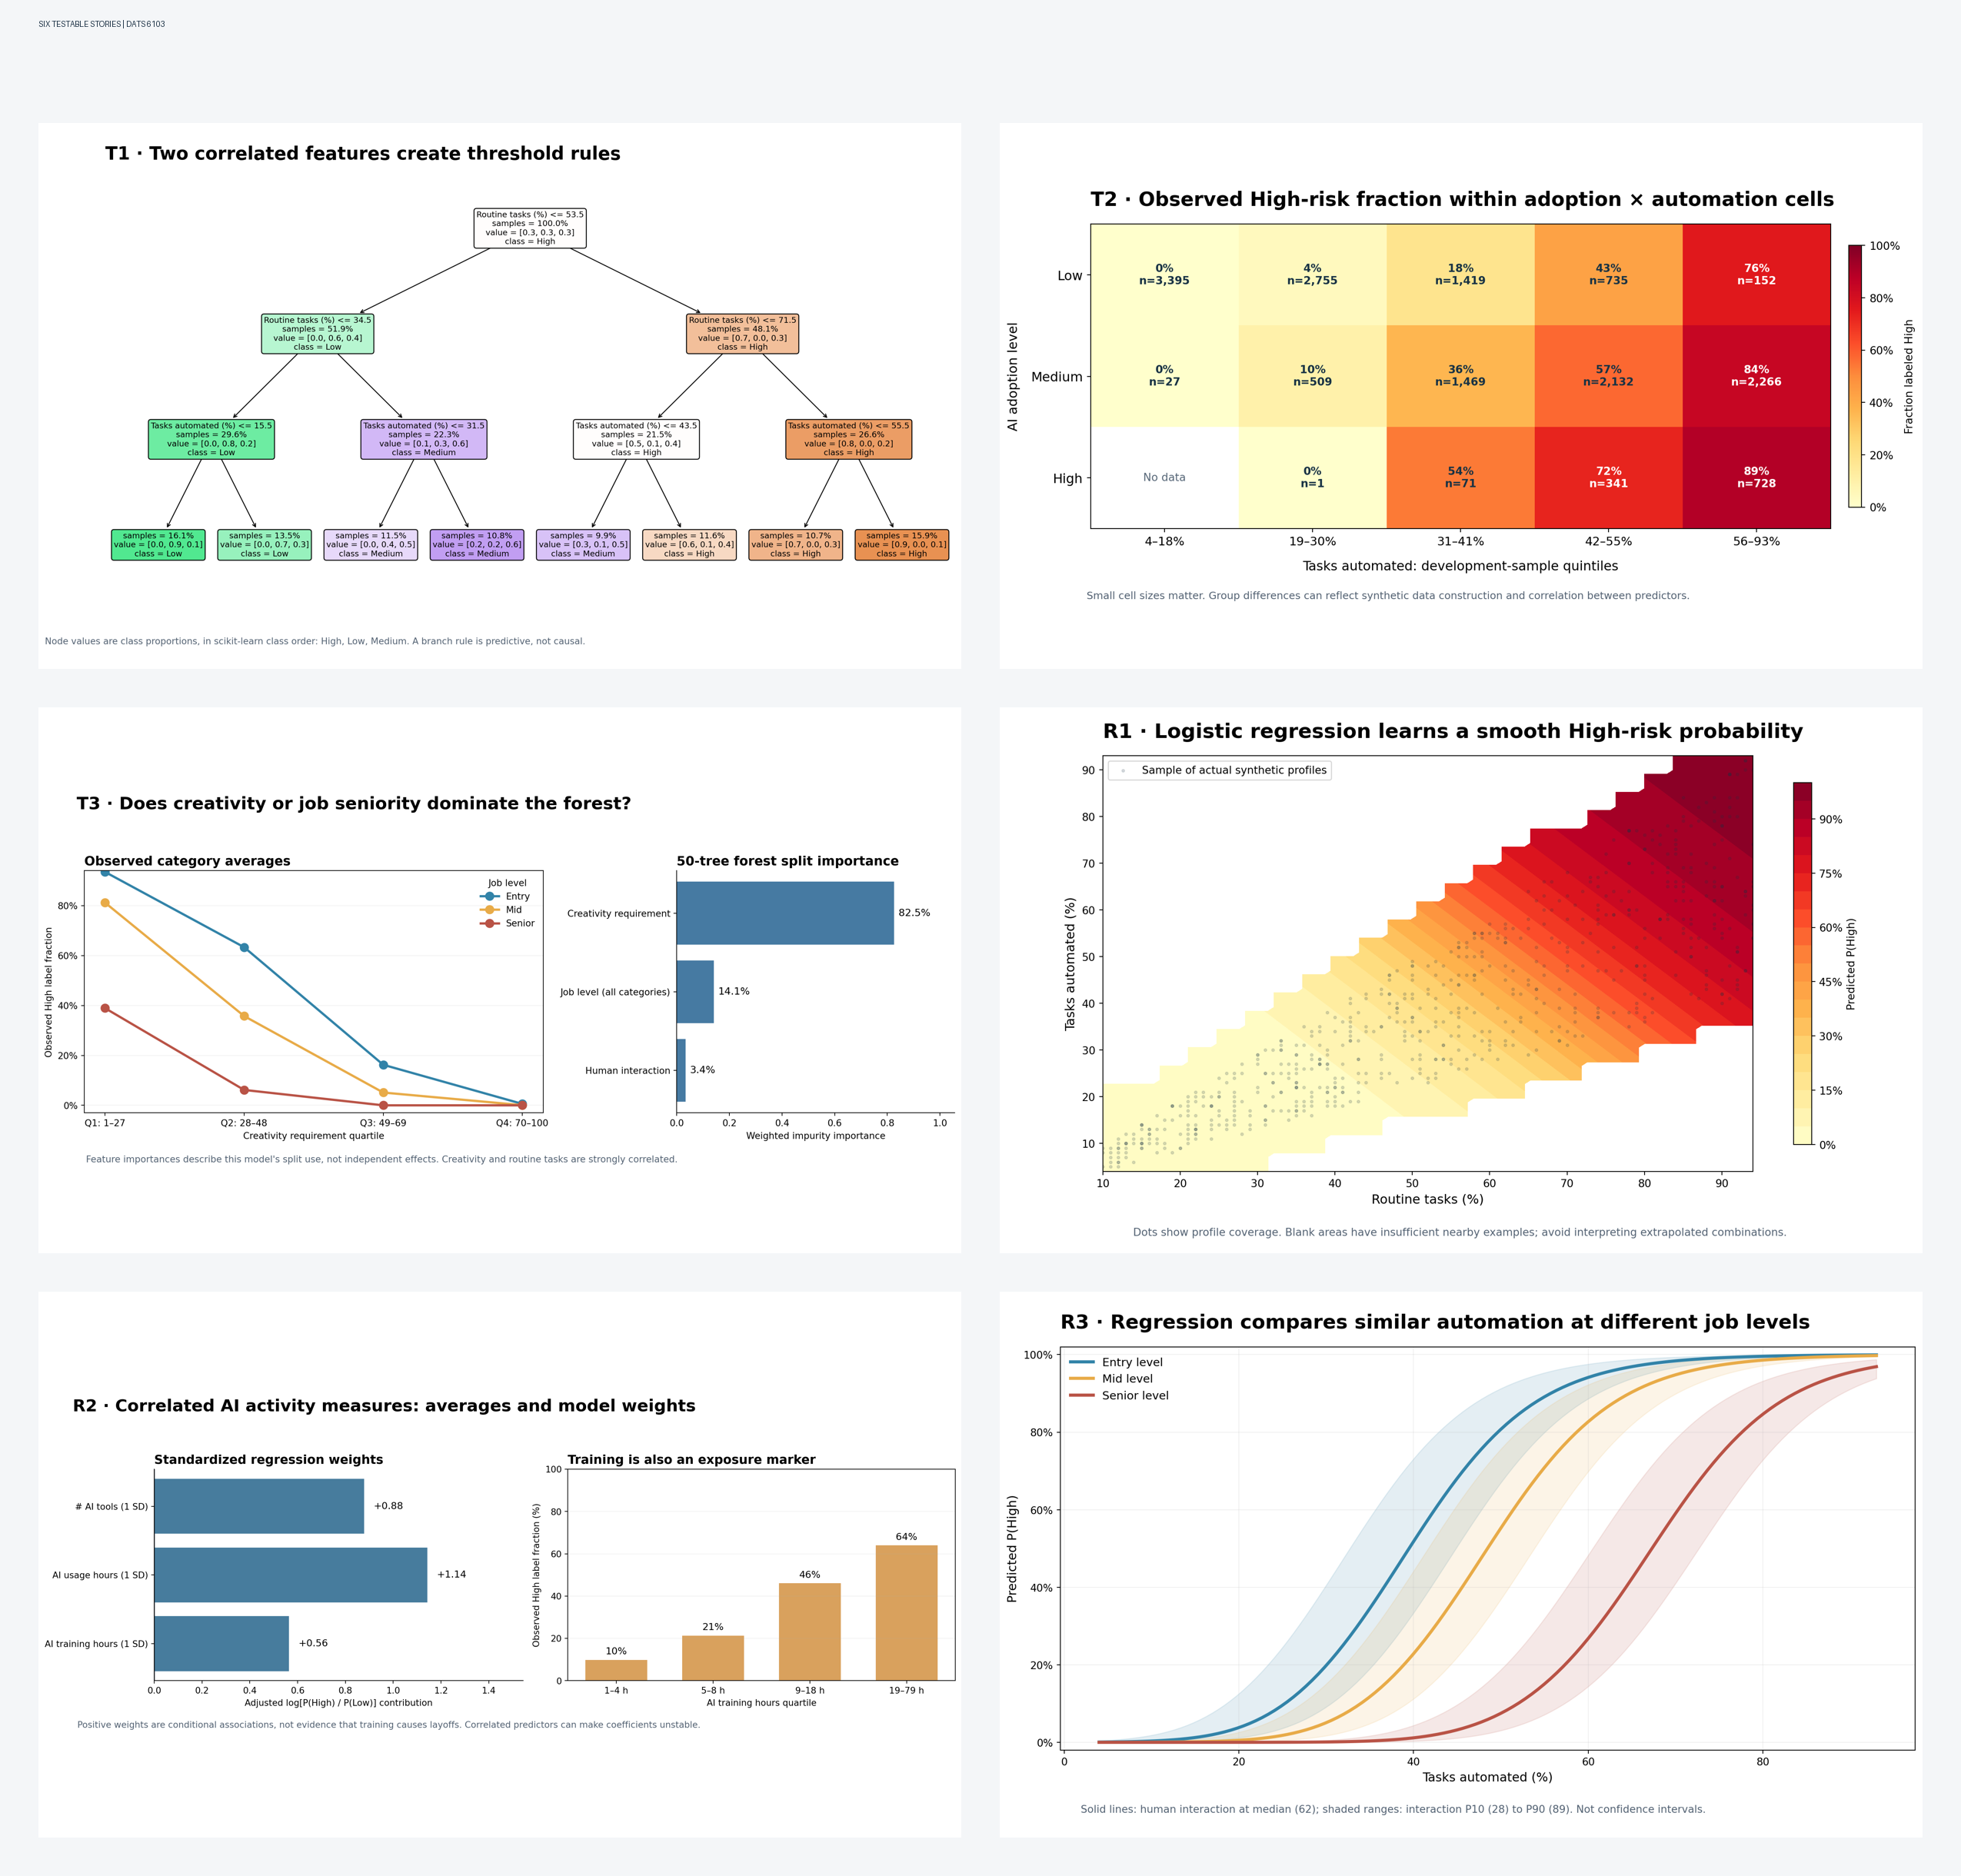 SIX TESTABLE STORIES | DATS 6103
T1 · Two correlated features create threshold rules
Routine tasks (%) <= 53.5
samples = 100.0%
value = [0.3, 0.3, 0.3]
class = High
Routine tasks (%) <= 34.5
samples = 51.9%
value = [0.0, 0.6, 0.4]
class = Low
Routine tasks (%) <= 71.5
samples = 48.1%
value = [0.7, 0.0, 0.3]
class = High
Tasks automated (%) <= 15.5
samples = 29.6%
value = [0.0, 0.8, 0.2]
class = Low
Tasks automated (%) <= 31.5
samples = 22.3%
value = [0.1, 0.3, 0.6]
class = Medium
Tasks automated (%) <= 43.5
samples = 21.5%
value = [0.5, 0.1, 0.4]
class = High
Tasks automated (%) <= 55.5
samples = 26.6%
value = [0.8, 0.0, 0.2]
class = High
samples = 16.1%
value = [0.0, 0.9, 0.1]
class = Low
samples = 13.5%
value = [0.0, 0.7, 0.3]
class = Low
samples = 11.5%
value = [0.0, 0.4, 0.5]
class = Medium
samples = 10.8%
value = [0.2, 0.2, 0.6]
class = Medium
samples = 9.9%
value = [0.3, 0.1, 0.5]
class = Medium
samples = 11.6%
value = [0.6, 0.1, 0.4]
class = High
samples = 10.7%
value = [0.7, 0.0, 0.3]
class = High
samples = 15.9%
value = [0.9, 0.0, 0.1]
class = High
Node values are class proportions, in scikit-learn class order: High, Low, Medium. A branch rule is predictive, not causal.
T2 · Observed High-risk fraction within adoption × automation cells
AI adoption level
Low
0%
n=3,395
4%
n=2,755
18%
n=1,419
43%
n=735
76%
n=152
Medium
0%
n=27
10%
n=509
36%
n=1,469
57%
n=2,132
84%
n=2,266
High
No data
0%
n=1
54%
n=71
72%
n=341
89%
n=728
4–18%
19–30%
31–41%
42–55%
56–93%
Tasks automated: development-sample quintiles
100%
80%
60%
40%
20%
0%
Fraction labeled High
Small cell sizes matter. Group differences can reflect synthetic data construction and correlation between predictors.
T3 · Does creativity or job seniority dominate the forest?
Observed category averages
Job level
Entry
Mid
Senior
Observed High label fraction
80%
60%
40%
20%
0%
Q1: 1–27
Q2: 28–48
Q3: 49–69
Q4: 70–100
Creativity requirement quartile
50-tree forest split importance
Creativity requirement
82.5%
Job level (all categories)
14.1%
Human interaction
3.4%
0.0
0.2
0.4
0.6
0.8
1.0
Weighted impurity importance
Feature importances describe this model's split use, not independent effects. Creativity and routine tasks are strongly correlated.
R1 · Logistic regression learns a smooth High-risk probability
Sample of actual synthetic profiles
Tasks automated (%)
90
80
70
60
50
40
30
20
10
10
20
30
40
50
60
70
80
90
Routine tasks (%)
90%
75%
60%
45%
30%
15%
0%
Predicted P(High)
Dots show profile coverage. Blank areas have insufficient nearby examples; avoid interpreting extrapolated combinations.
R2 · Correlated AI activity measures: averages and model weights
Standardized regression weights
# AI tools (1 SD)
+0.88
AI usage hours (1 SD)
+1.14
AI training hours (1 SD)
+0.56
0.0
0.2
0.4
0.6
0.8
1.0
1.2
1.4
Adjusted log[P(High) / P(Low)] contribution
Training is also an exposure marker
Observed High label fraction (%)
100
80
60
40
20
0
10%
21%
46%
64%
1–4 h
5–8 h
9–18 h
19–79 h
AI training hours quartile
Positive weights are conditional associations, not evidence that training causes layoffs. Correlated predictors can make coefficients unstable.
R3 · Regression compares similar automation at different job levels
Entry level
Mid level
Senior level
Predicted P(High)
100%
80%
60%
40%
20%
0%
0
20
40
60
80
Tasks automated (%)
Solid lines: human interaction at median (62); shaded ranges: interaction P10 (28) to P90 (89). Not confidence intervals.